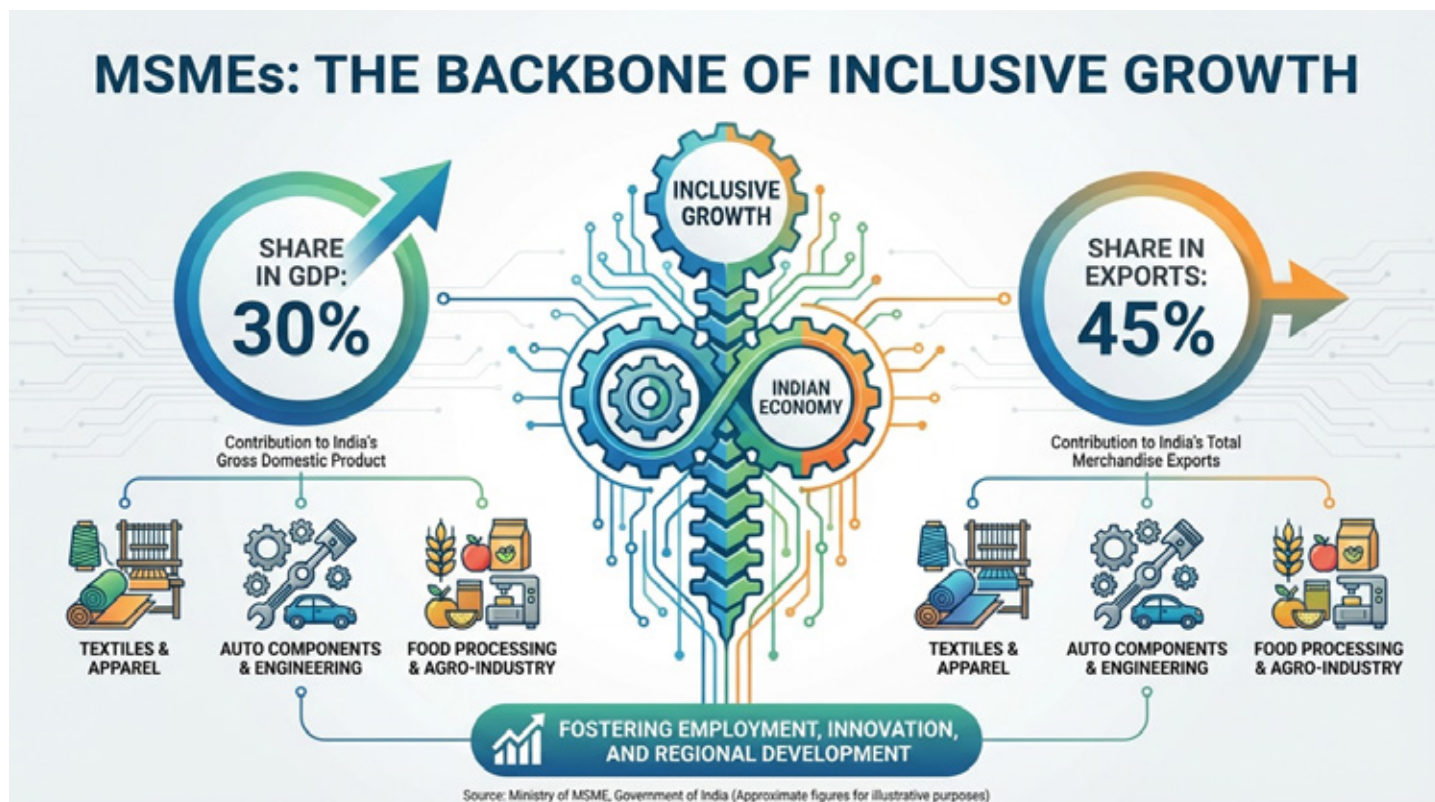 MSMEs: THE BACKBONE OF INCLUSIVE GROWTH
SHARE
IN GDP:
30%
Contribution to India's
Gross Domestic Product
INCLUSIVE
GROWTH
INDIAN
ECONOMY
SHARE IN
EXPORTS:
45%
Contribution to India's Total
Merchandise Exports
TEXTILES &
APPAREL
AUTO COMPONENTS
& ENGINEERING
FOOD PROCESSING
& AGRO-INDUSTRY
TEXTILES &
APPAREL
AUTO COMPONENTS
& ENGINEERING
FOOD PROCESSING
& AGRO-INDUSTRY
FOSTERING EMPLOYMENT, INNOVATION,
AND REGIONAL DEVELOPMENT
Source: Ministry of MSME, Government of India (Approximate figures for illustrative purposes)